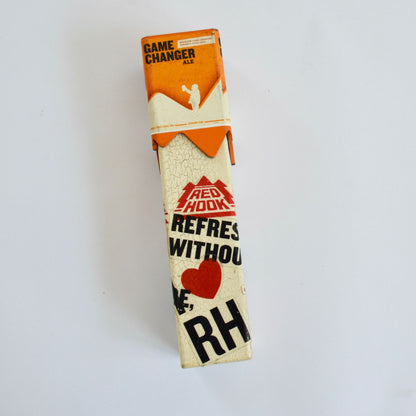 GAME
CHANGER
ALE
RED
HOOK
REFRES
WITHOU
E,
RH